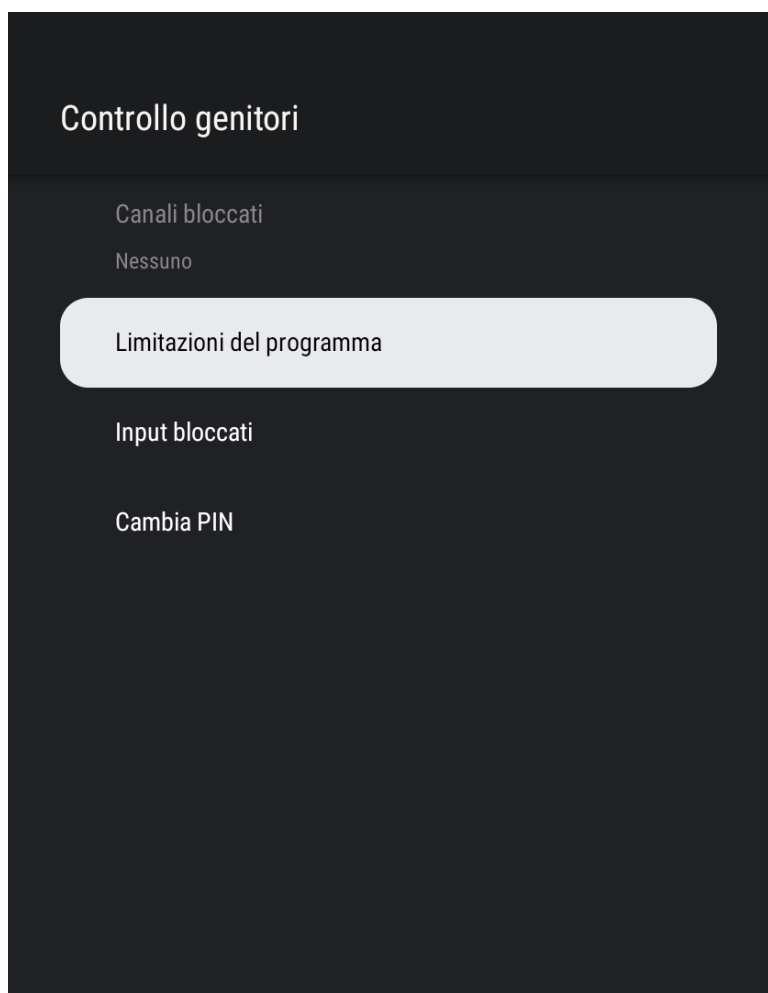 Controllo genitori
Canali bloccati
Nessuno
Limitazioni del programma
Input bloccati
Cambia PIN